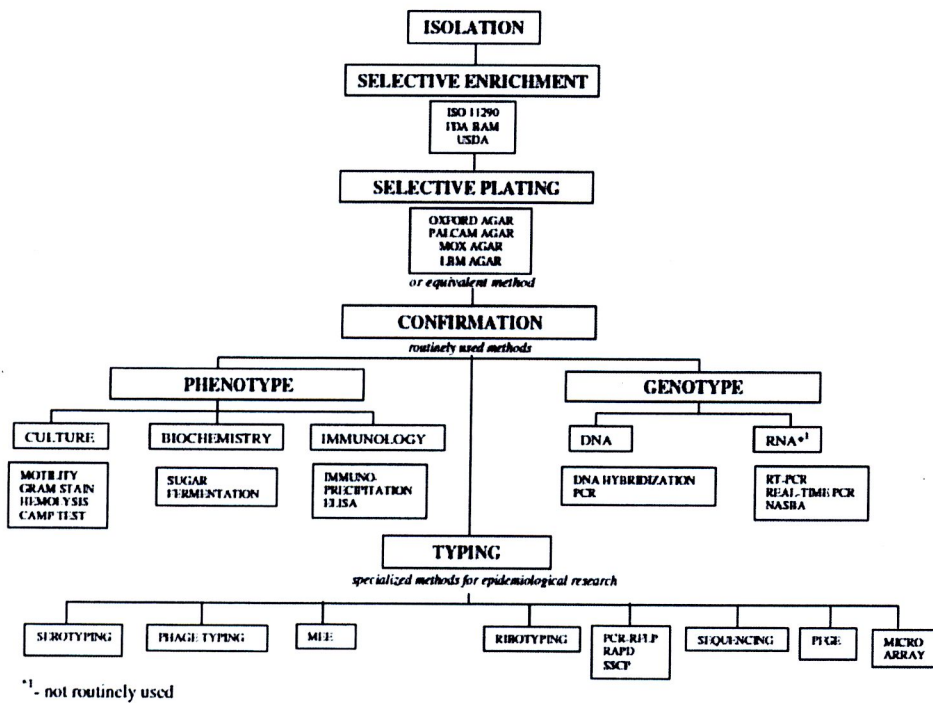 ISOLATION
SELECTIVE ENRICHMENT
ISO 11290
FDA BAM
USDA
SELECTIVE PLATING
OXFORD AGAR
PALCAM AGAR
MOX AGAR
LBM AGAR
or equivalent method
CONFIRMATION
routinely used methods
PHENOTYPE
GENOTYPE
CULTURE
BIOCHEMISTRY
IMMUNOLOGY
DNA
RNA*1
MOTILITY
GRAM STAIN
HEMOLYSIS
CAMP TEST
SUGAR
FERMENTATION
IMMUNO-
PRECIPITATION
ELISA
DNA HYBRIDIZATION
PCR
RT-PCR
REAL-TIME PCR
NASBA
TYPING
specialized methods for epidemiological research
SEROTYPING
PHAGE TYPING
MEE
RIBOTYPING
PCR-RFLP
RAPD
SSCP
SEQUENCING
PFGE
MICRO
ARRAY
*1- not routinely used